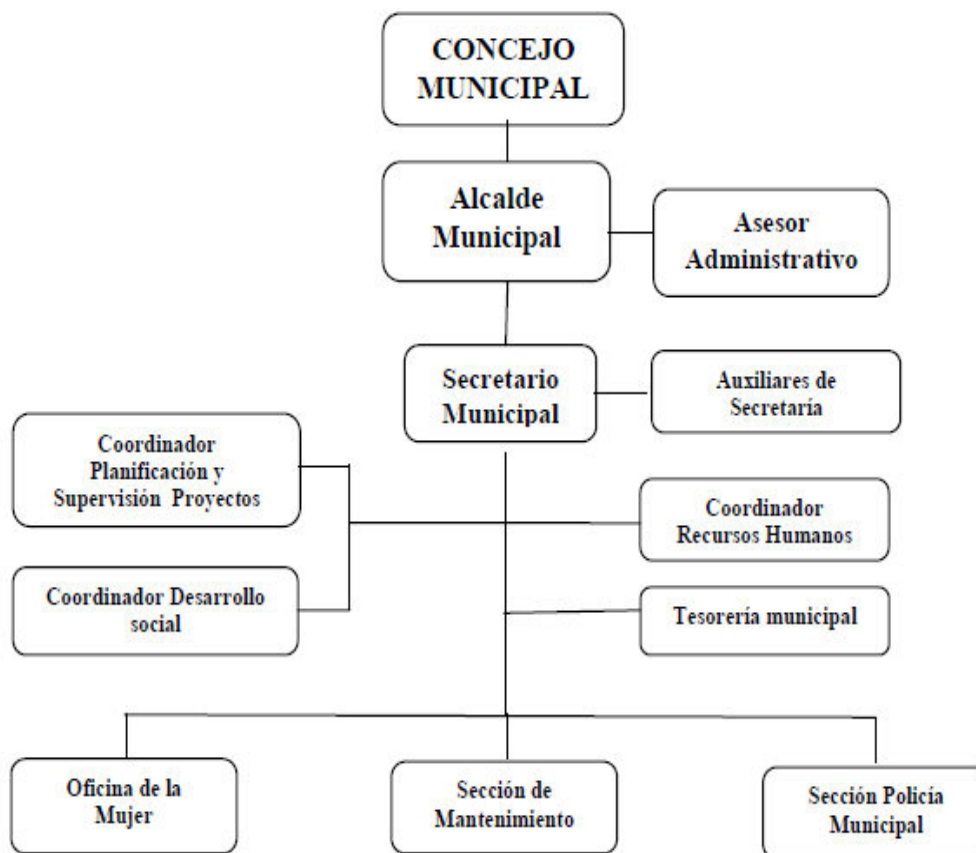 CONCEJO
MUNICIPAL
Alcalde
Municipal
Asesor
Administrativo
Secretario
Municipal
Auxiliares de
Secretaría
Coordinador
Planificación y
Supervisión Proyectos
Coordinador
Recursos Humanos
Coordinador Desarrollo
social
Tesorería municipal
Oficina de la
Mujer
Sección de
Mantenimiento
Sección Policía
Municipal